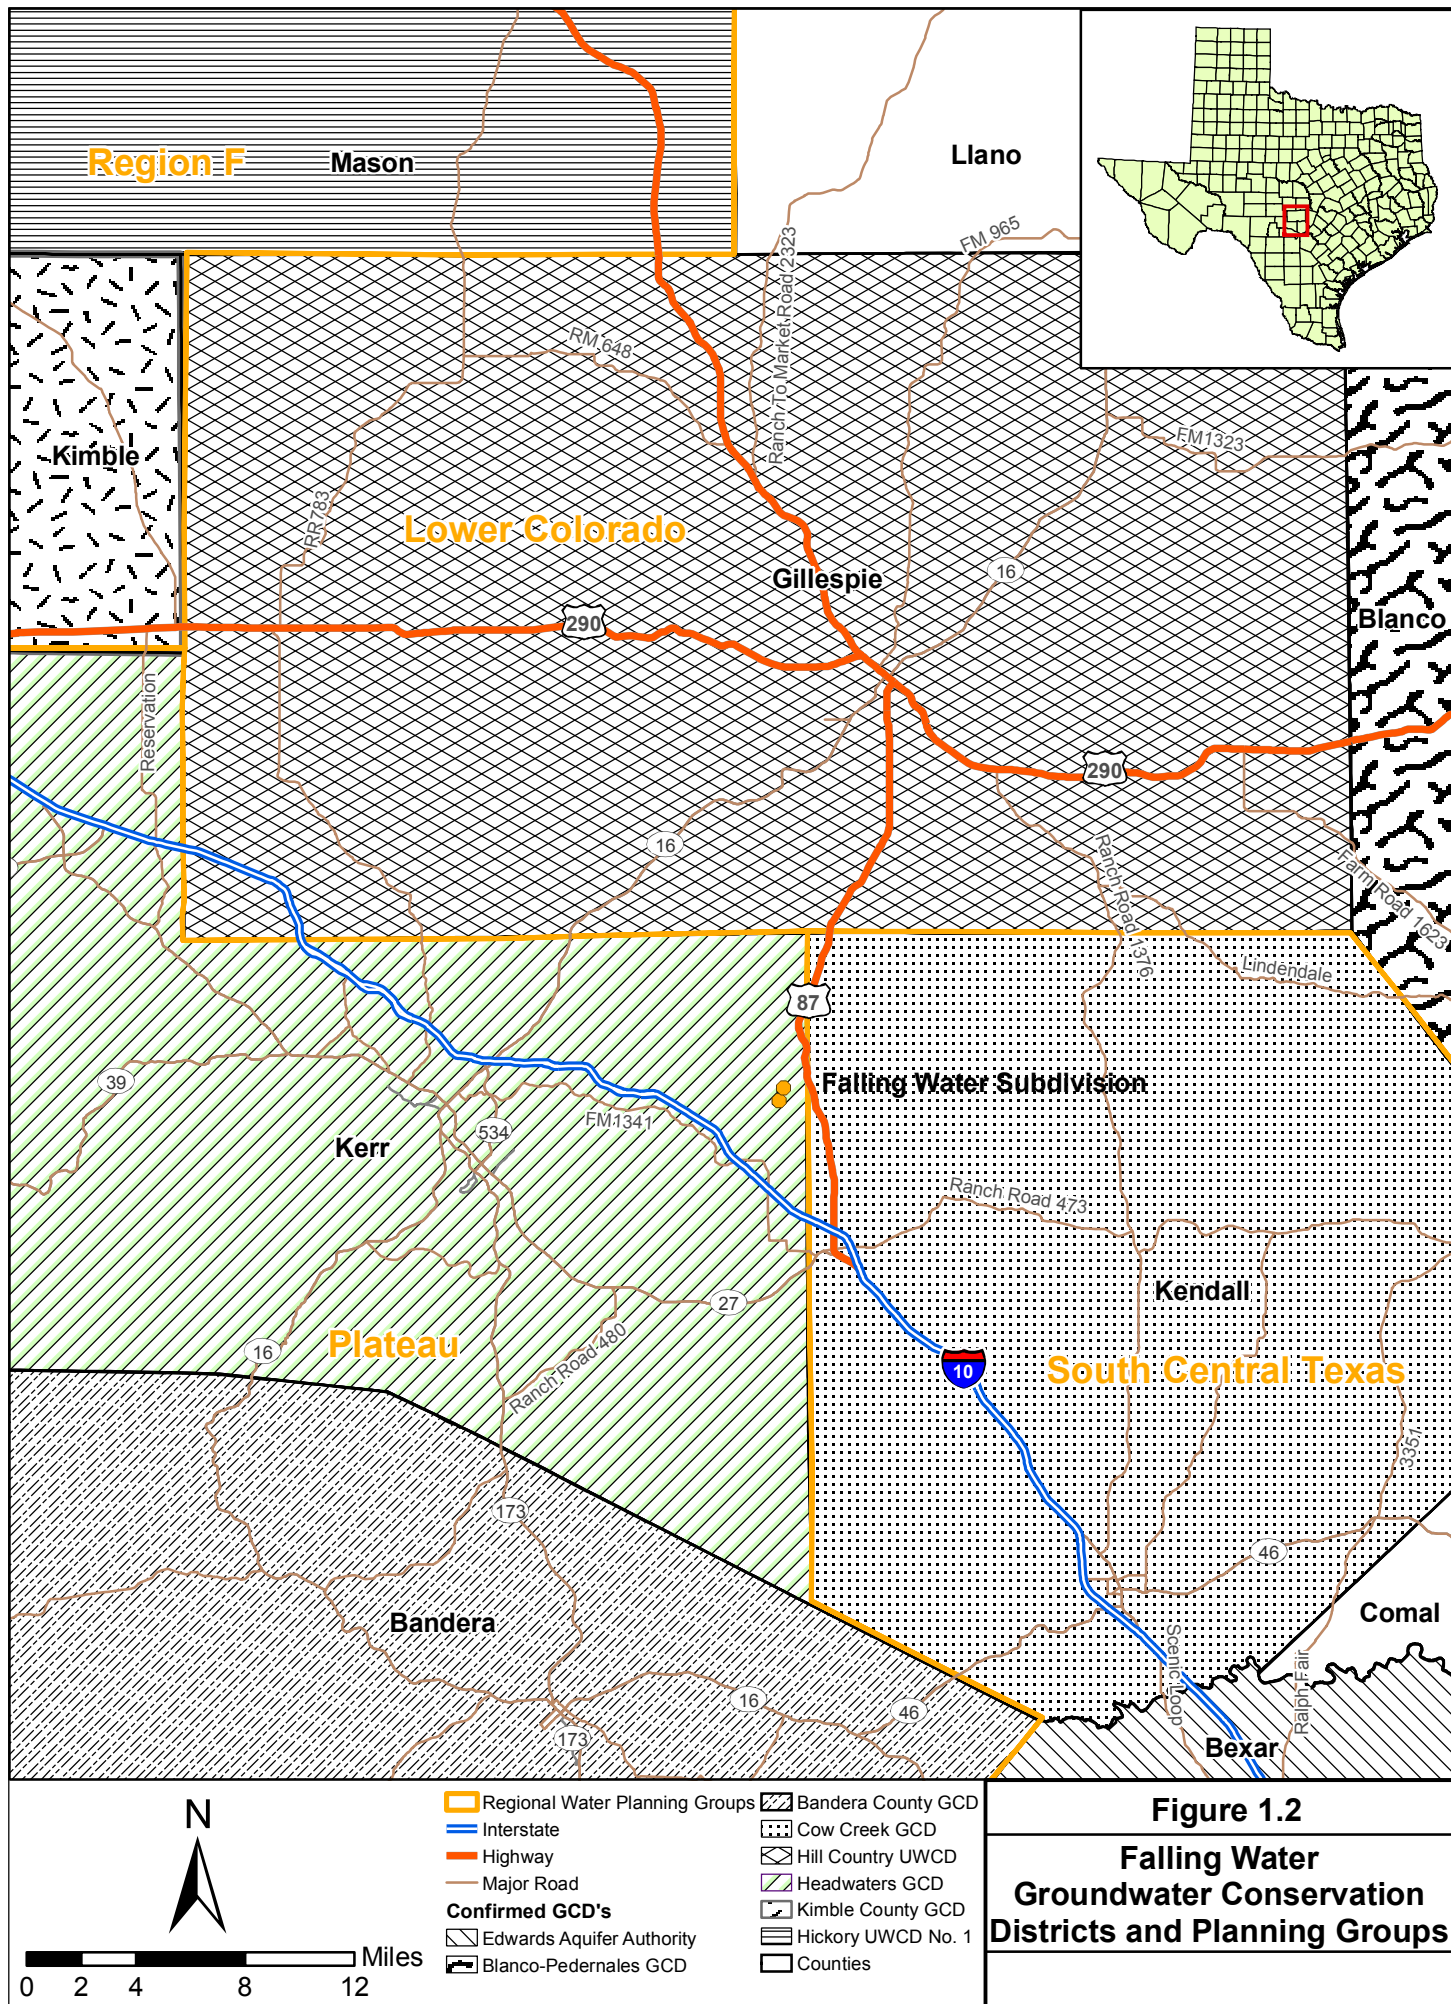 Region F
Mason
Llano
FM 965
Ranch To Market Road 2323
RM 648
Kimble
FM1323
RR783
Lower Colorado
Gillespie
16
290
Blanco
Reservation
290
16
Ranch Road 1376
Farm Road 1623
Lindendale
87
39
Falling Water Subdivision
FM1341
534
Kerr
Ranch Road 473
Kendall
27
Plateau
16
Ranch Road 480
10
South Central Texas
3351
173
46
Comal
Bandera
Scenic Loop
Ralph Fair
16
46
173
Bexar
N
Miles
0 2 4 8 12
Regional Water Planning Groups
Interstate
Highway
Major Road
Confirmed GCD's
Edwards Aquifer Authority
Blanco-Pedernales GCD
Bandera County GCD
Cow Creek GCD
Hill Country UWCD
Headwaters GCD
Kimble County GCD
Hickory UWCD No. 1
Counties
Figure 1.2
Falling Water
Groundwater Conservation
Districts and Planning Groups